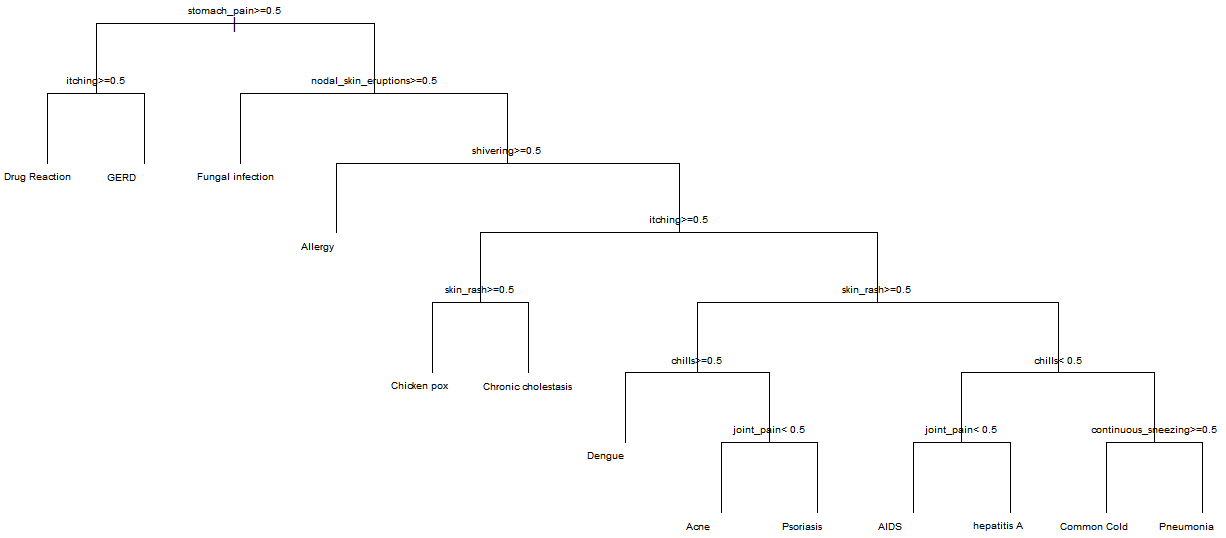 stomach_pain>=0.5
itching>=0.5
nodal_skin_eruptions>=0.5
Drug Reaction
GERD
Fungal infection
shivering>=0.5
Allergy
itching>=0.5
skin_rash>=0.5
skin_rash>=0.5
Chicken pox
Chronic cholestasis
chills>=0.5
chills< 0.5
Dengue
joint_pain< 0.5
joint_pain< 0.5
continuous_sneezing>=0.5
Acne
Psoriasis
AIDS
hepatitis A
Common Cold
Pneumonia